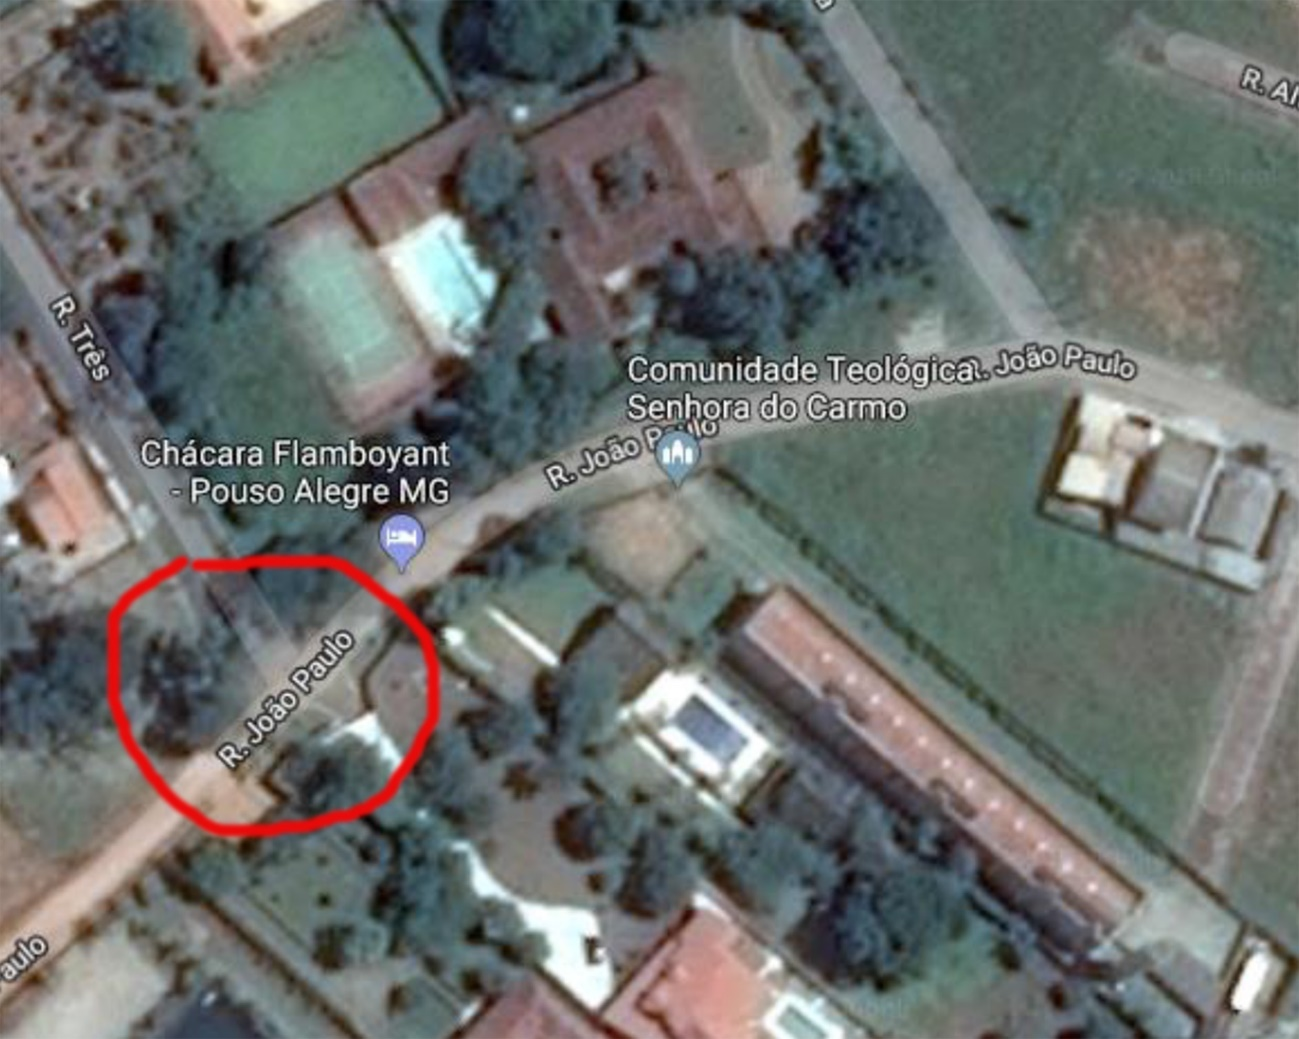 R. Al
R. Três
Comunidade Teológica
Senhora do Carmo
R. João Paulo
R. João Paulo
Chácara Flamboyant
- Pouso Alegre MG
R. João Paulo
aulo